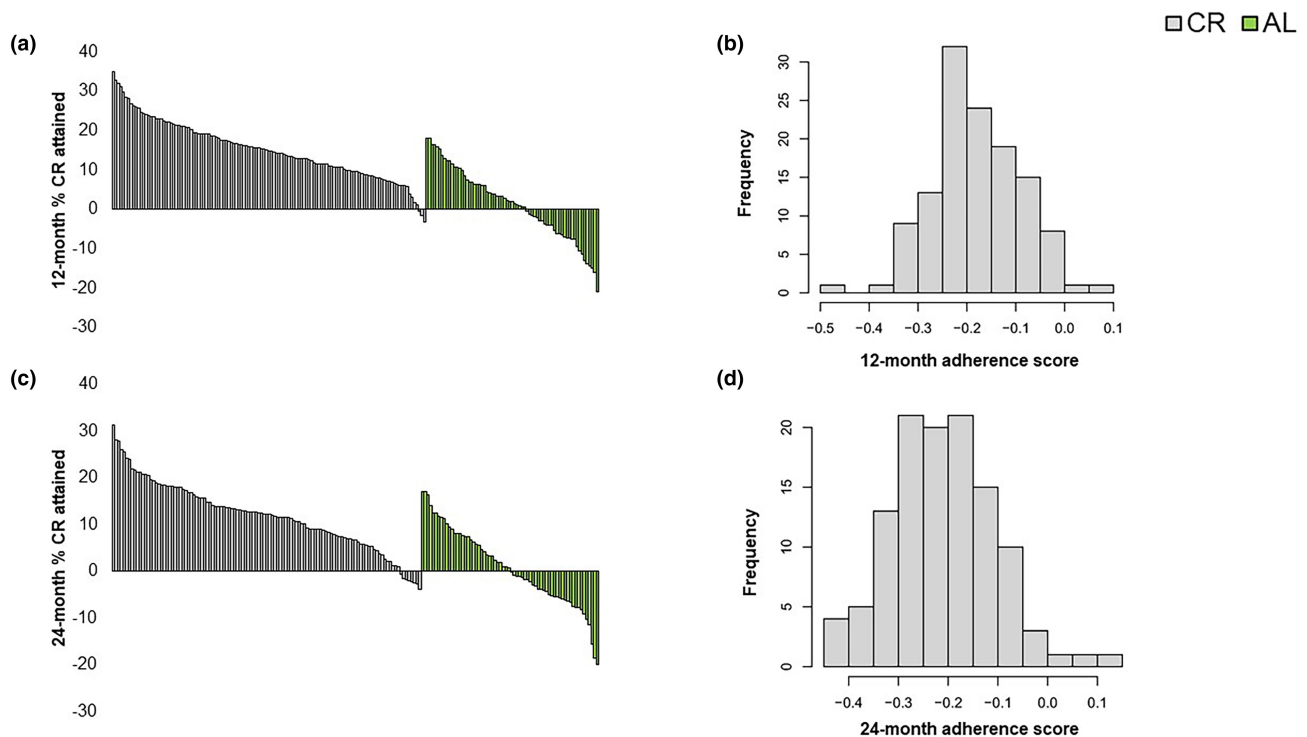 CR AL
(a)
12-month % CR attained
40
30
20
10
0
-10
-20
-30
(b)
Frequency
30
25
20
15
10
5
0
−0.5 −0.4 −0.3 −0.2 −0.1 0.0 0.1
12-month adherence score
(c)
24-month % CR attained
40
30
20
10
0
-10
-20
-30
(d)
Frequency
20
15
10
5
0
−0.4 −0.3 −0.2 −0.1 0.0 0.1
24-month adherence score